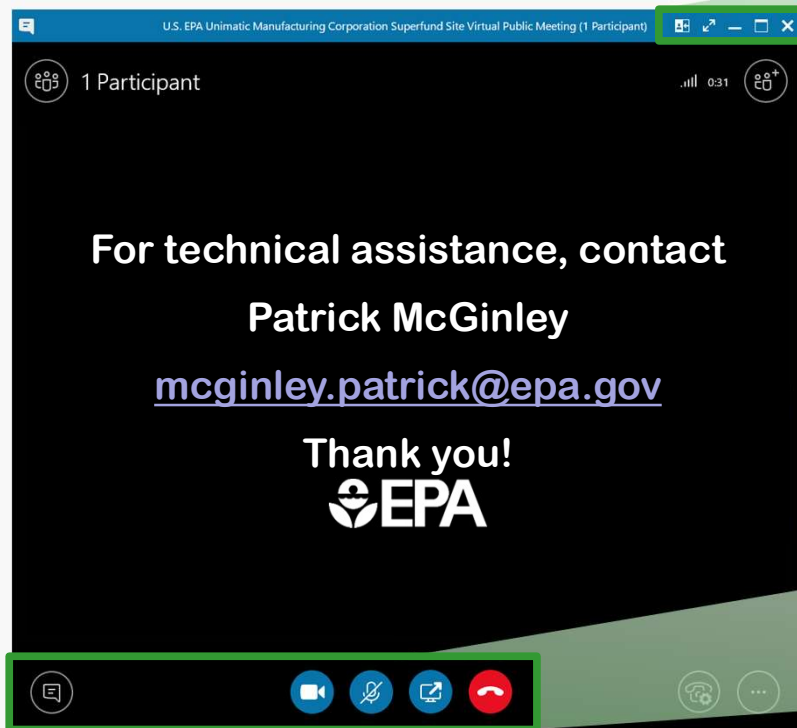 U.S. EPA Unimatic Manufacturing Corporation Superfund Site Virtual Public Meeting (1 Participant)
1 Participant
0:31
For technical assistance, contact
Patrick McGinley
mcginley.patrick@epa.gov
Thank you!
EPA